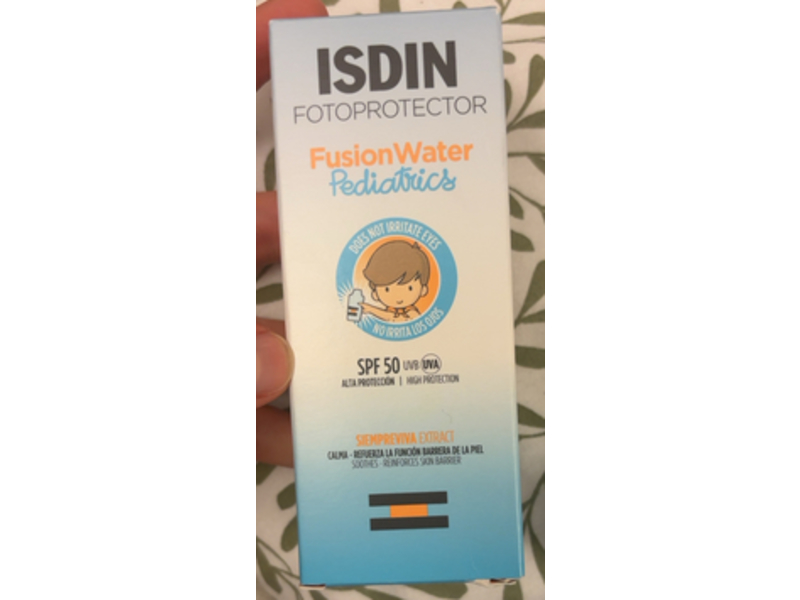 ISDIN
FOTOPROTECTOR
FusionWater
Pediatrics
DOES NOT IRRITATE EYES
NO IRRITA LOS OJOS
SPF 50 UVB UVA
ALTA PROTECCIÓN | HIGH PROTECTION
SIEMPREVIVA EXTRACT
CALMA - REFUERZA LA FUNCIÓN BARRERA DE LA PIEL
SOOTHES - REINFORCES SKIN BARRIER